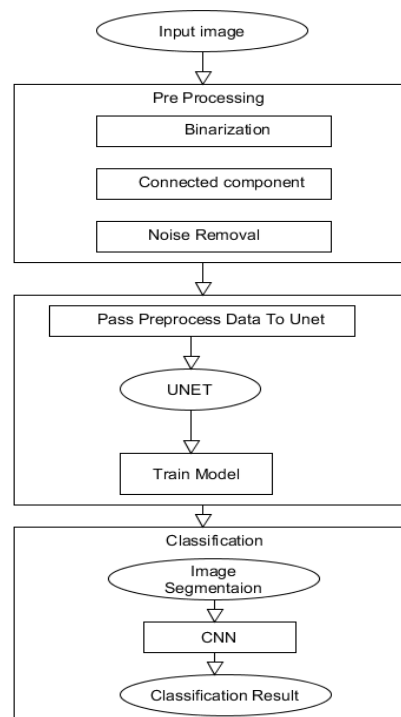 Input image
Pre Processing
Binarization
Connected component
Noise Removal
Pass Preprocess Data To Unet
UNET
Train Model
Classification
Image
Segmentaion
CNN
Classification Result